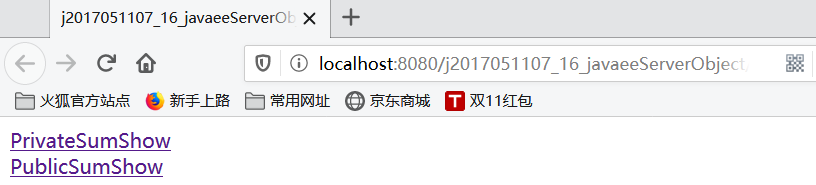 j2017051107_16_javaeeServerOb
localhost:8080/j2017051107_16_javaeeServerObject
火狐官方站点 新手上路 常用网址 京东商城 T 双11红包
PrivateSumShow
PublicSumShow